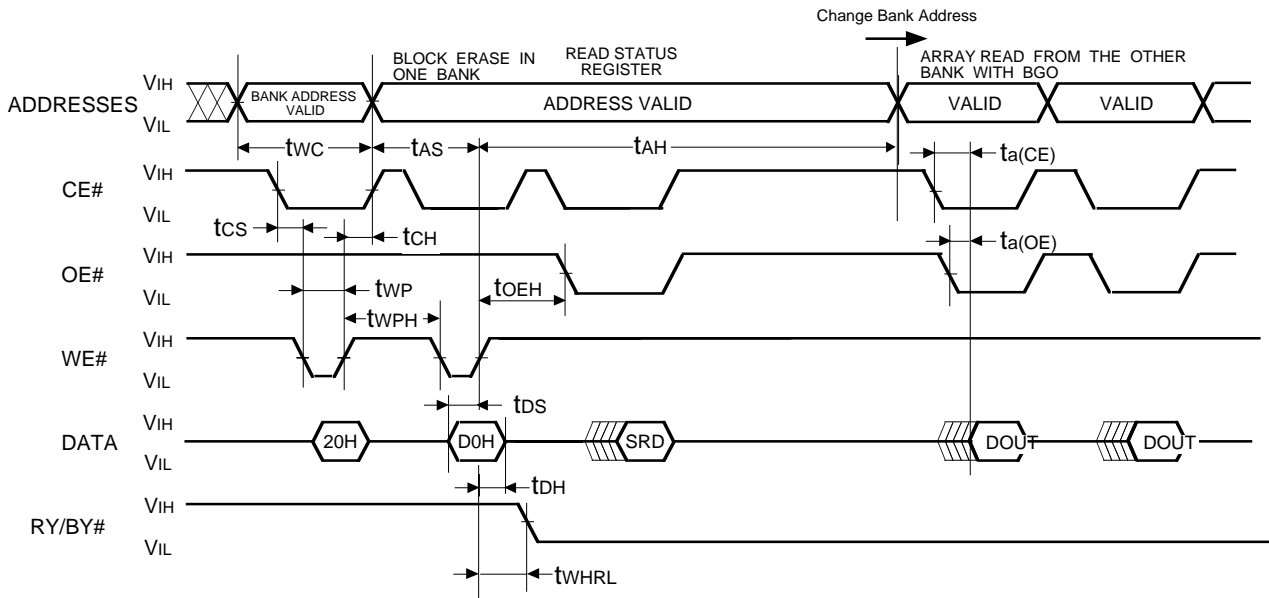 Change Bank Address
BLOCK ERASE IN
ONE BANK
READ STATUS
REGISTER
ARRAY READ FROM THE OTHER
BANK WITH BGO
ADDRESSES
VIH
VIL
BANK ADDRESS
VALID
ADDRESS VALID
VALID
VALID
tWC
tAS
tAH
ta(CE)
CE#
VIH
VIL
tCS
tCH
ta(OE)
OE#
VIH
VIL
tWP
tOEH
tWPH
WE#
VIH
VIL
tDS
DATA
VIH
VIL
20H
D0H
SRD
DOUT
DOUT
tDH
RY/BY#
VIH
VIL
tWHRL